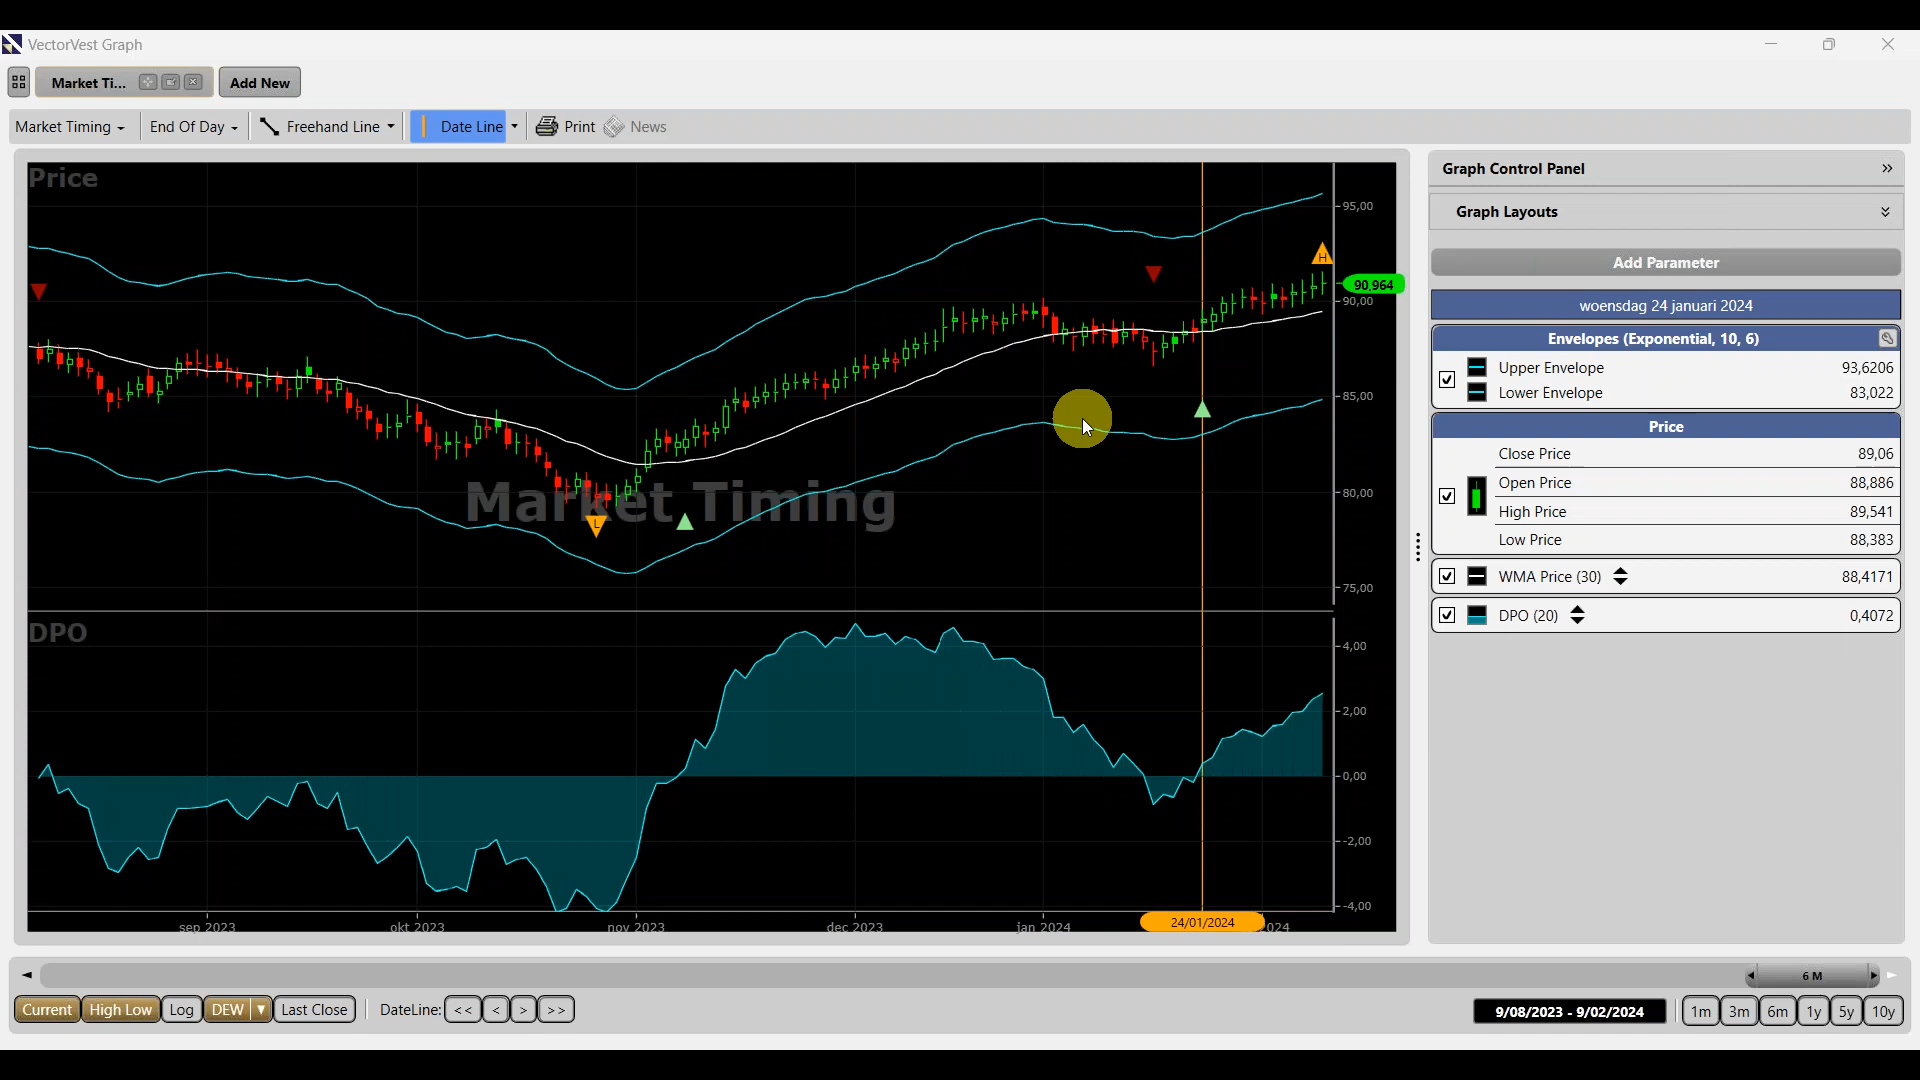 VectorVest Graph
Market Ti... Add New
Market Timing End Of Day Freehand Line Date Line Print News
Price
95,00
H
90,964
90,00
85,00
80,00
Market Timing
L
75,00
DPO
4,00
2,00
0,00
-2,00
-4,00
sep 2023 okt 2023 nov 2023 dec 2023 jan 2024 24/01/2024 2024
Graph Control Panel
Graph Layouts
Add Parameter
woensdag 24 januari 2024
Envelopes (Exponential, 10, 6)
Upper Envelope 93,6206
Lower Envelope 83,022
Price
Close Price 89,06
Open Price 88,886
High Price 89,541
Low Price 88,383
WMA Price (30) 88,4171
DPO (20) 0,4072
6 M
Current High Low Log DEW Last Close DateLine: << < > >> 9/08/2023 - 9/02/2024 1m 3m 6m 1y 5y 10y